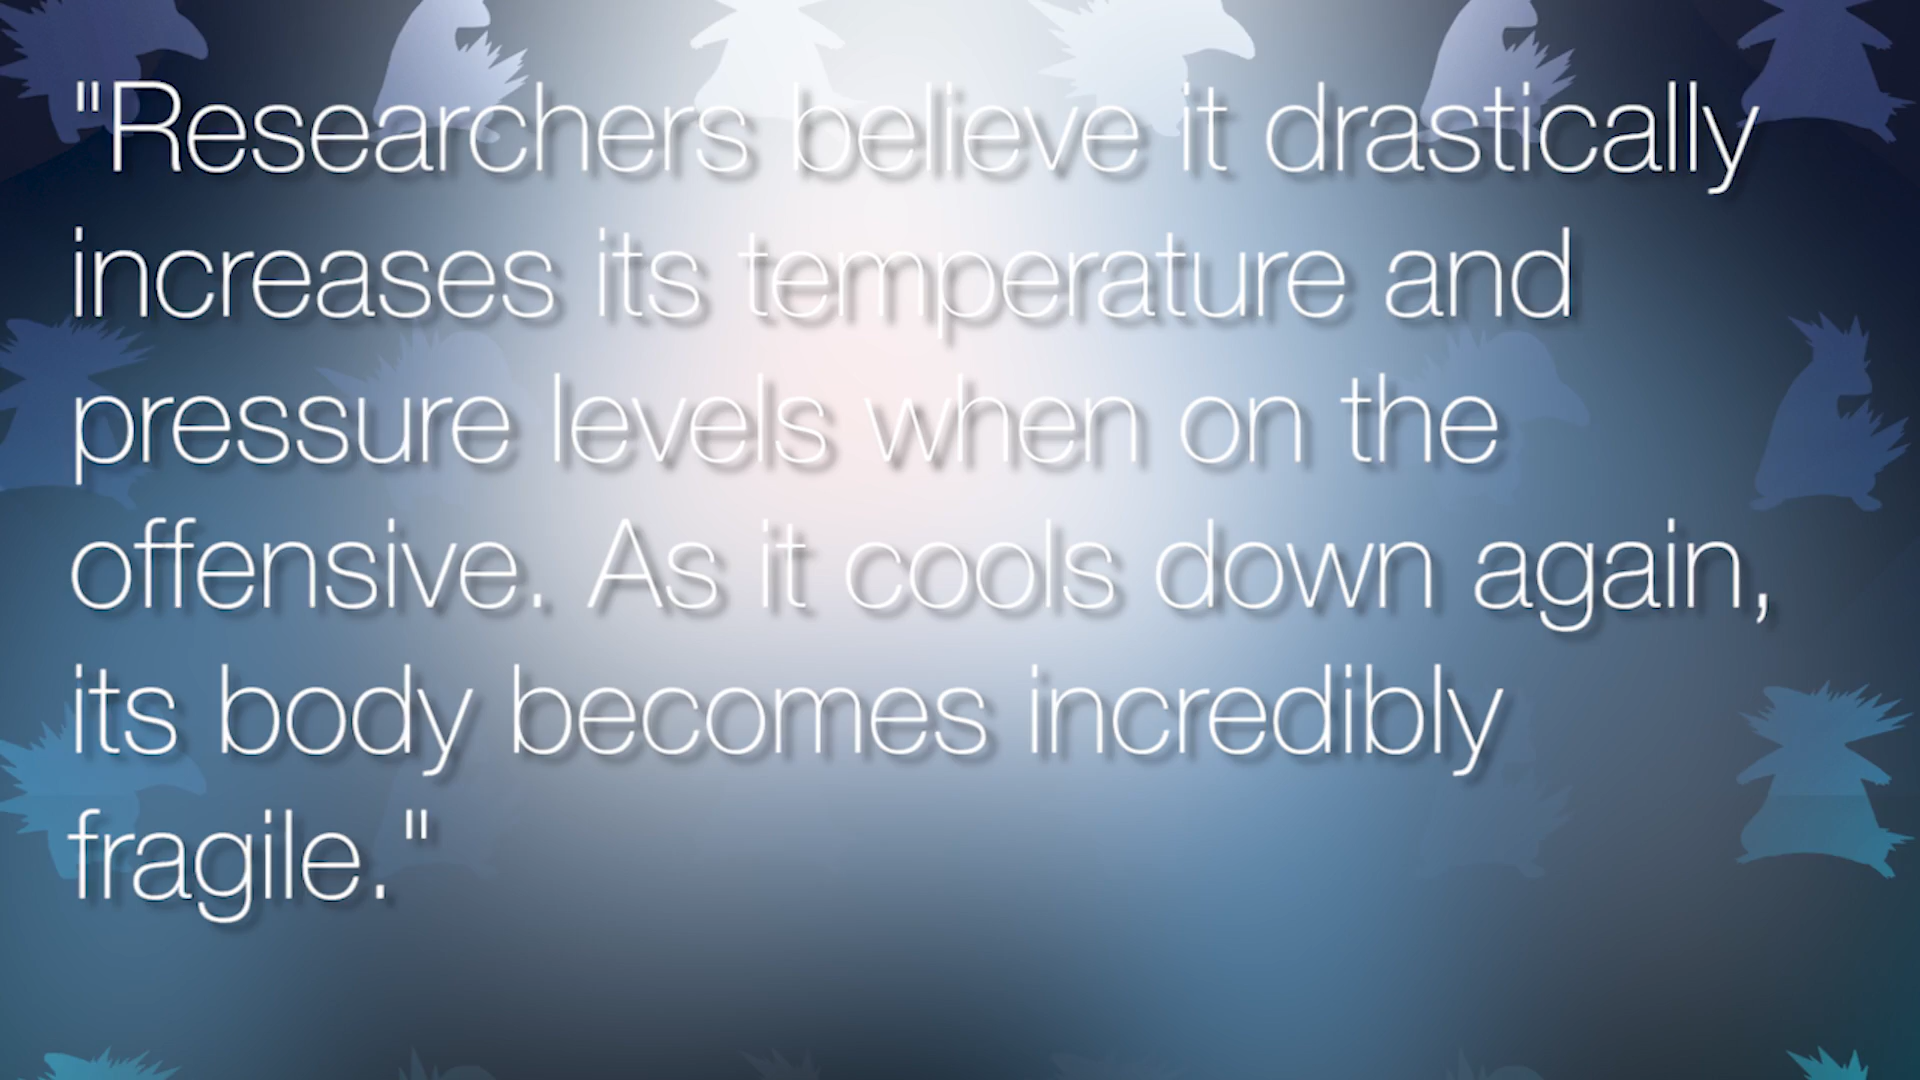 "Researchers believe it drastically
increases its temperature and
pressure levels when on the
offensive. As it cools down again,
its body becomes incredibly
fragile."